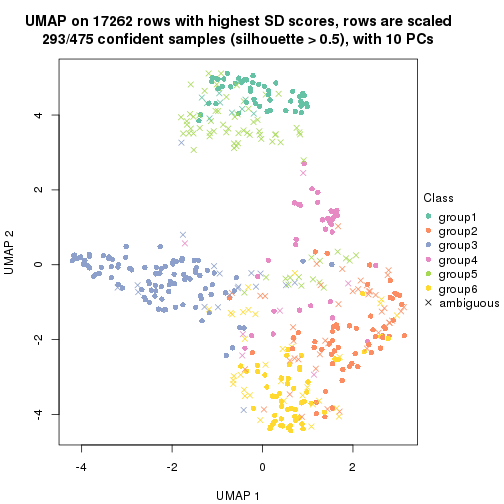 UMAP on 17262 rows with highest SD scores, rows are scaled
293/475 confident samples (silhouette > 0.5), with 10 PCs
4
2
0
-2
-4
UMAP 2
-4
-2
0
2
UMAP 1
Class
group1
group2
group3
group4
group5
group6
ambiguous